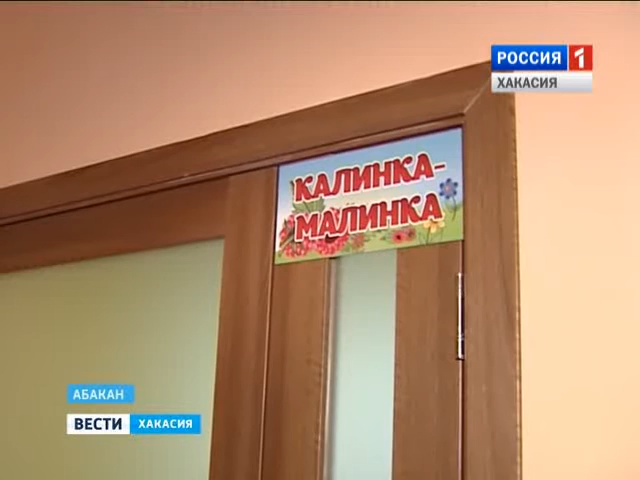 РОССИЯ 1
ХАКАСИЯ
КАЛИНКА-
МАЛИНКА
АБАКАН
ВЕСТИ ХАКАСИЯ